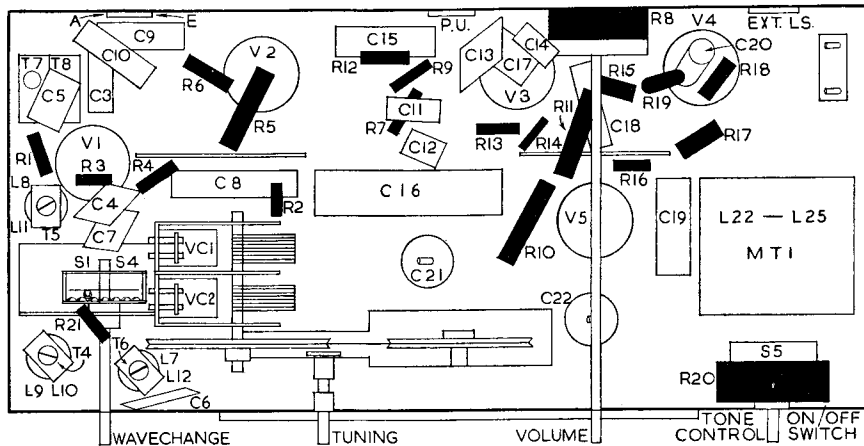 A
E
P.U.
R8
V4
EXT. LS.
C9
C10
C15
C14
C13
C17
C20
T7
T8
V2
R12
R9
R15
R18
C5
C3
R6
V3
R19
R5
C11
R11
R7
C18
V1
C12
R13
R14
R17
R1
R3
R4
R16
L8
C8
C16
C4
R2
C19
L22 — L25
MT1
L11
T5
C7
V5
R10
S1
S4
VC1
C21
VC2
C22
R21
T6
L7
S5
T4
L9
L10
L12
R20
C6
WAVECHANGE
TUNING
VOLUME
TONE
CONTROL
ON/OFF
SWITCH